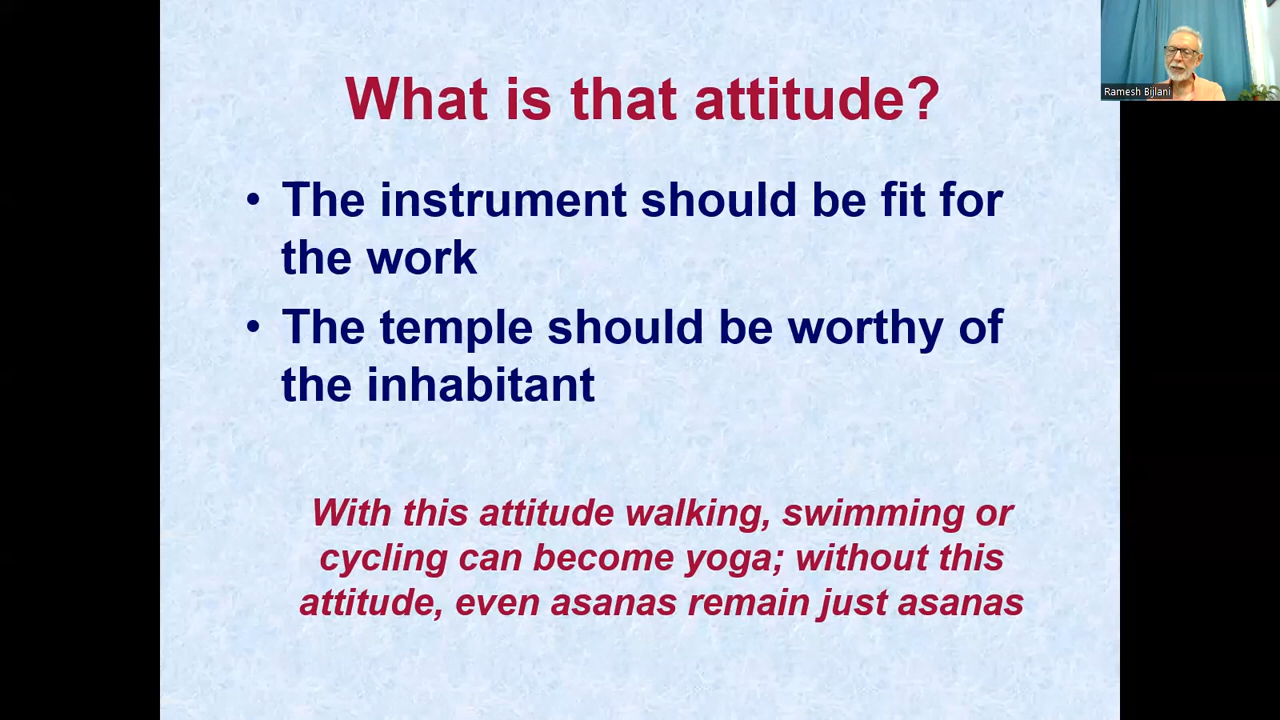 What is that attitude?
• The instrument should be fit for
the work
• The temple should be worthy of
the inhabitant
With this attitude walking, swimming or
cycling can become yoga; without this
attitude, even asanas remain just asanas
Ramesh Bijlani